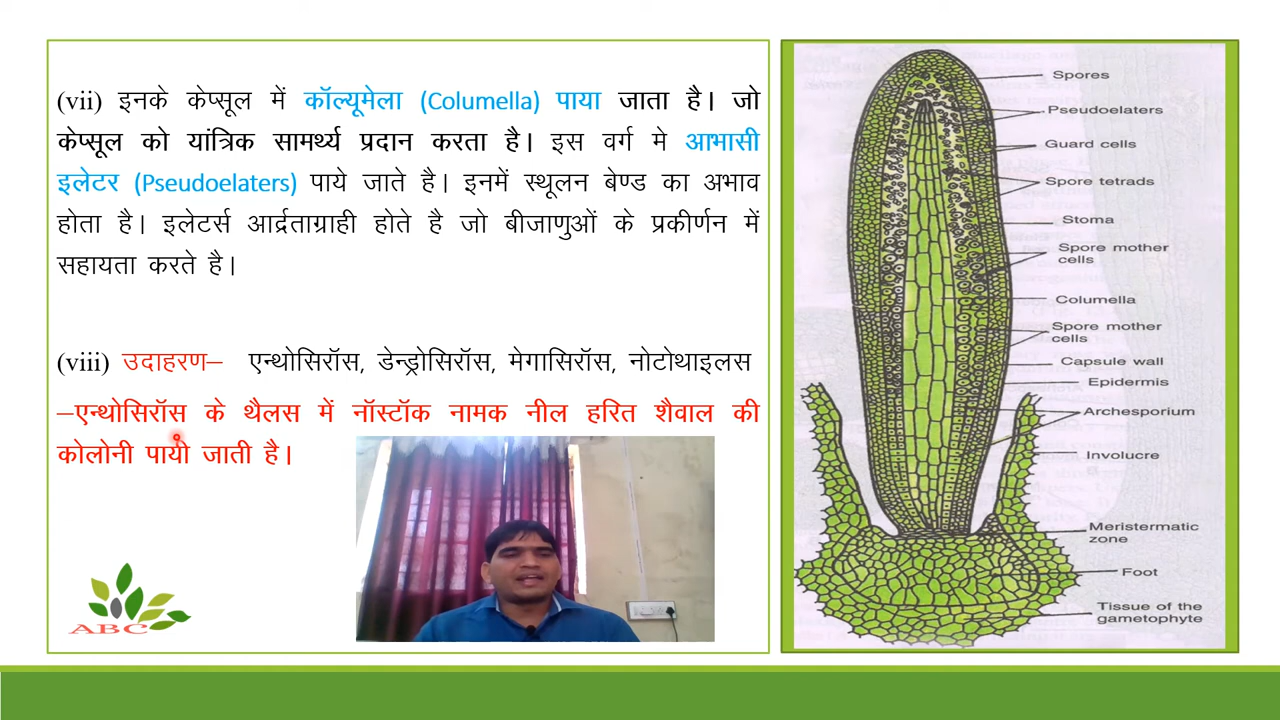 (vii) इनके केप्सूल में कॉल्यूमेला (Columella) पाया जाता है। जो
केप्सूल को यांत्रिक सामर्थ्य प्रदान करता है। इस वर्ग मे आभासी
इलेटर (Pseudoelaters) पाये जाते है। इनमें स्थूलन बेण्ड का अभाव
होता है। इलेटर्स आर्द्रताग्राही होते है जो बीजाणुओं के प्रकीर्णन में
सहायता करते है।
(viii) उदाहरण– एन्थोसिरॉस, डेन्ड्रोसिरॉस, मेगासिरॉस, नोटोथाइलस
–एन्थोसिरॉस के थैलस में नॉस्टॉक नामक नील हरित शैवाल की
कोलोनी पायी जाती है।
ABC
Spores
Pseudoelaters
Guard cells
Spore tetrads
Stoma
Spore mother
cells
Columella
Spore mother
cells
Capsule wall
Epidermis
Archesporium
Involucre
Meristermatic
zone
Foot
Tissue of the
gametophyte